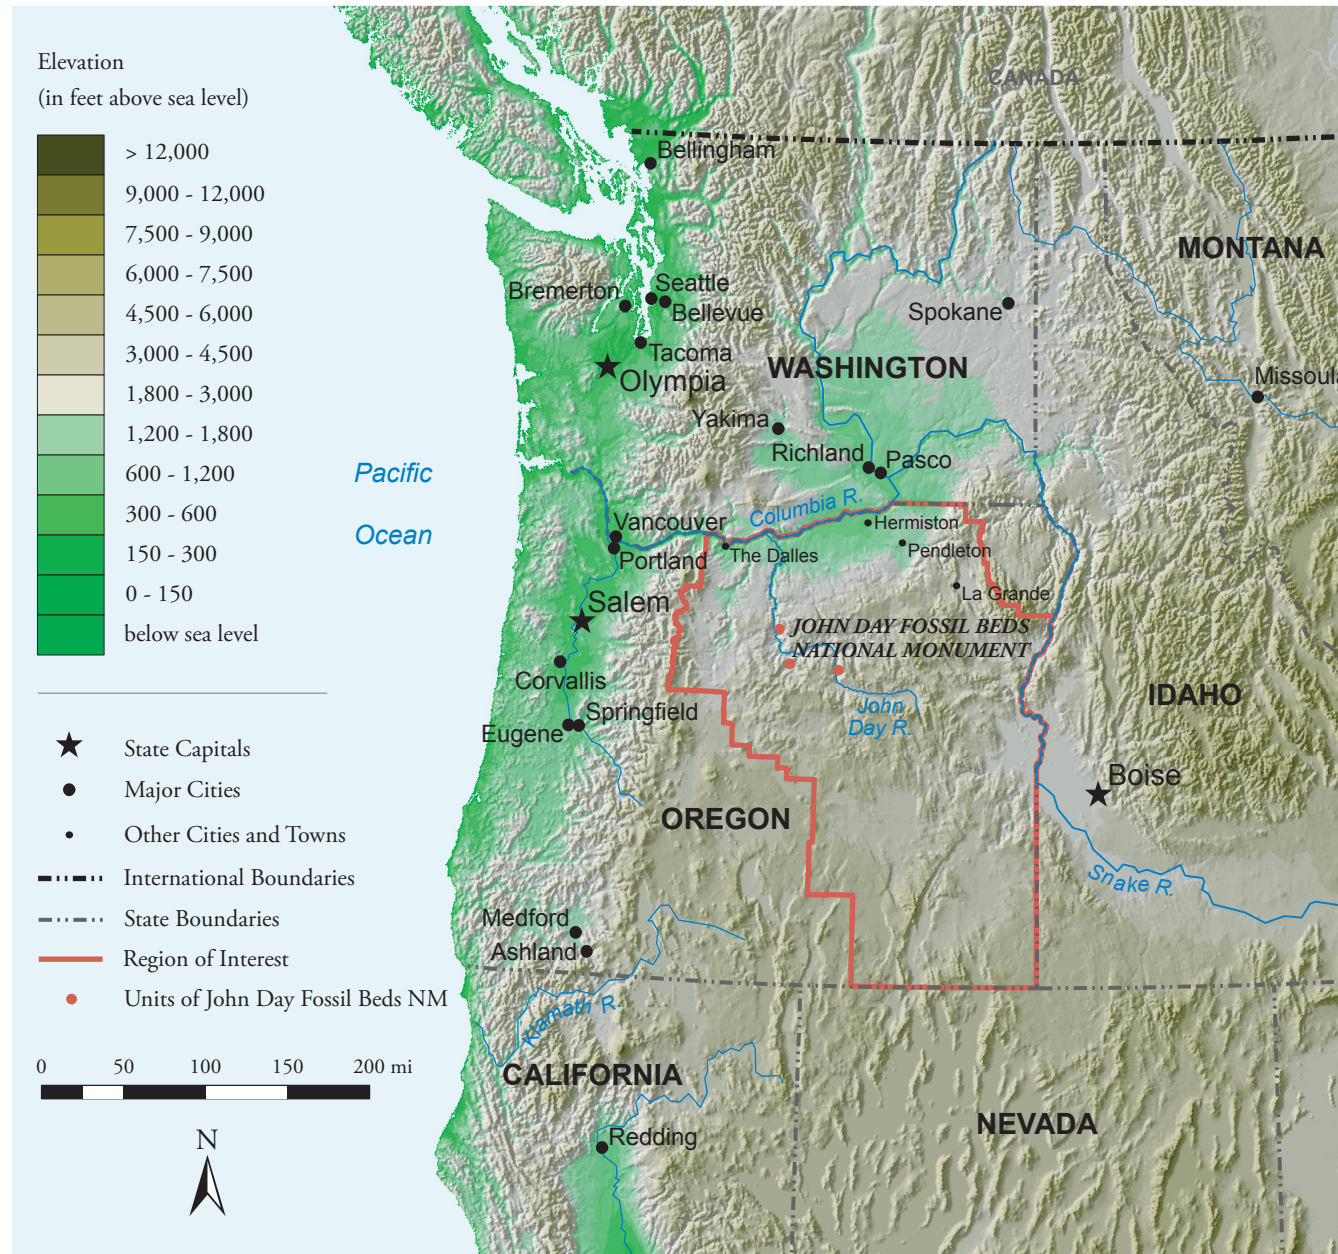 Elevation
(in feet above sea level)
> 12,000
9,000 - 12,000
7,500 - 9,000
6,000 - 7,500
4,500 - 6,000
3,000 - 4,500
1,800 - 3,000
1,200 - 1,800
600 - 1,200
300 - 600
150 - 300
0 - 150
below sea level
State Capitals
Major Cities
Other Cities and Towns
International Boundaries
State Boundaries
Region of Interest
Units of John Day Fossil Beds NM
0 50 100 150 200 mi
N
Pacific
Ocean
CANADA
Bellingham
MONTANA
Seattle
Bremerton
Bellevue
Spokane
Tacoma
WASHINGTON
Olympia
Missoula
Yakima
Richland
Pasco
Columbia R.
Vancouver
Hermiston
Portland
The Dalles
Pendleton
La Grande
Salem
JOHN DAY FOSSIL BEDS
NATIONAL MONUMENT
Corvallis
IDAHO
John
Day R.
Springfield
Eugene
Boise
OREGON
Snake R.
Medford
Ashland
Klamath R.
CALIFORNIA
NEVADA
Redding